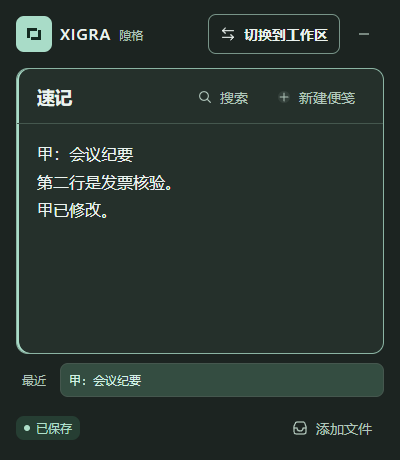 XIGRA 隐格 切换到工作区
速记 搜索 新建便笺
甲：会议纪要
第二行是发票核验。
甲已修改。
最近 甲：会议纪要
已保存 添加文件